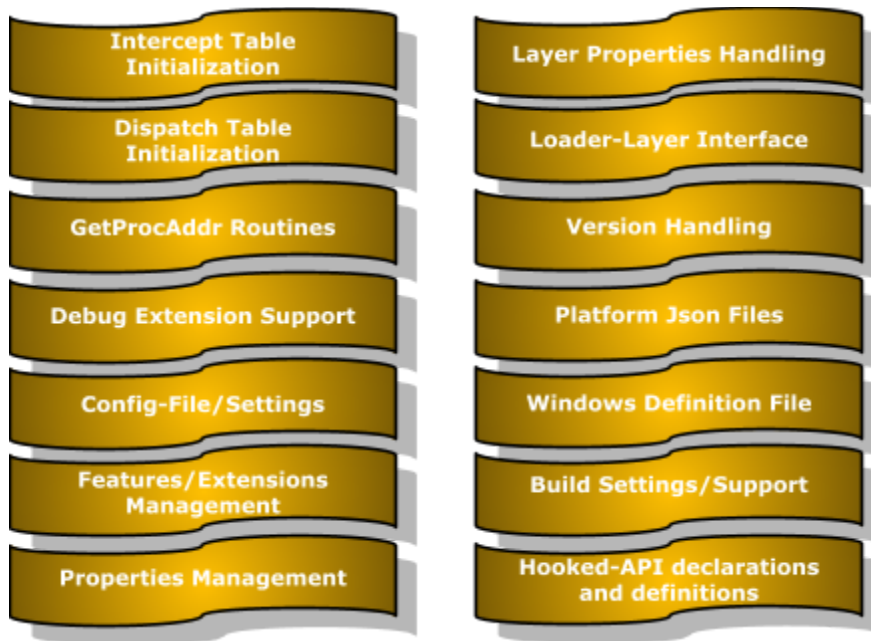 Intercept Table
Initialization
Dispatch Table
Initialization
GetProcAddr Routines
Debug Extension Support
Config-File/Settings
Features/Extensions
Management
Properties Management
Layer Properties Handling
Loader-Layer Interface
Version Handling
Platform Json Files
Windows Definition File
Build Settings/Support
Hooked-API declarations
and definitions